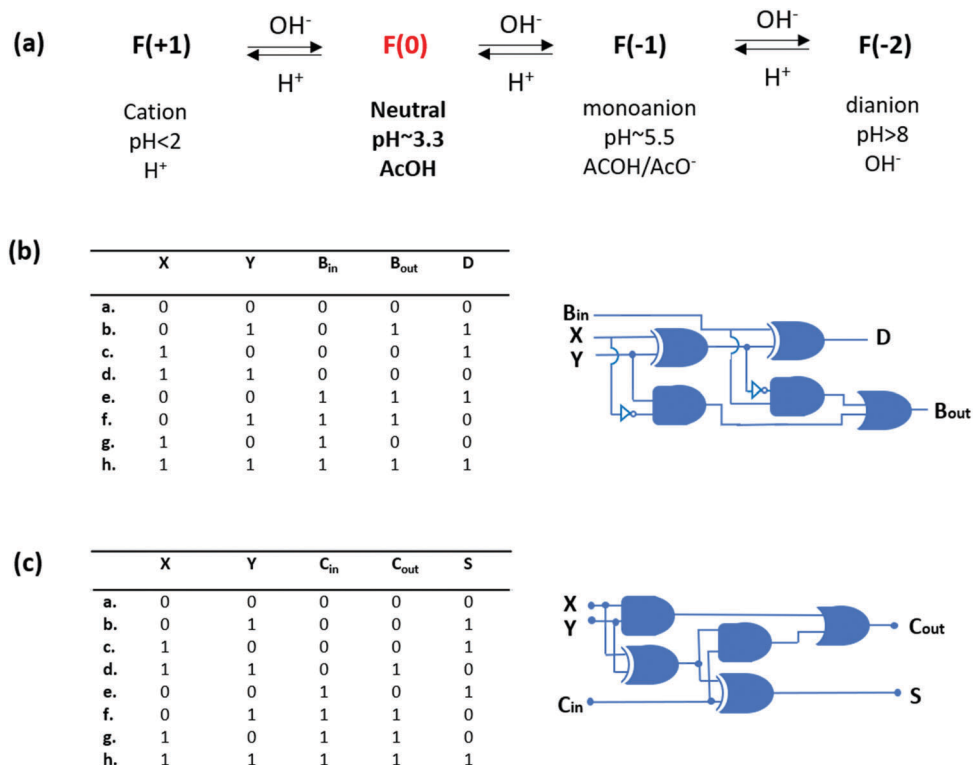 (a) F(+1) OH⁻ F(0) OH⁻ F(-1) OH⁻ F(-2)
H⁺ H⁺ H⁺
Cation Neutral monoanion dianion
pH<2 pH~3.3 pH~5.5 pH>8
H⁺ AcOH ACOH/AcO⁻ OH⁻
(b)
X Y Bin Bout D
a. 0 0 0 0 0
b. 0 1 0 1 1
c. 1 0 0 0 1
d. 1 1 0 0 0
e. 0 0 1 1 1
f. 0 1 1 1 0
g. 1 0 1 0 0
h. 1 1 1 1 1
Bin
X
Y
D
Bout
(c)
X Y Cin Cout S
a. 0 0 0 0 0
b. 0 1 0 0 1
c. 1 0 0 0 1
d. 1 1 0 1 0
e. 0 0 1 0 1
f. 0 1 1 1 0
g. 1 0 1 1 0
h. 1 1 1 1 1
X
Y
Cout
Cin
S